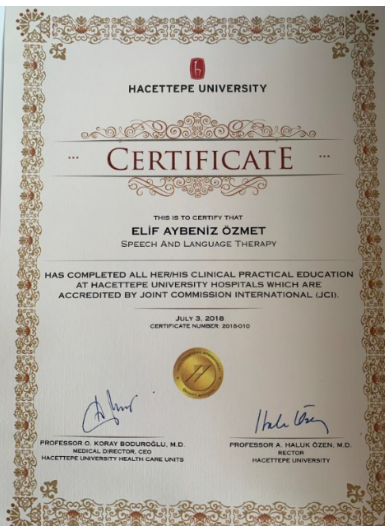 HACETTEPE UNIVERSITY
CERTIFICATE
THIS IS TO CERTIFY THAT
ELİF AYBENİZ ÖZMET
SPEECH AND LANGUAGE THERAPY
HAS COMPLETED ALL HER/HIS CLINICAL PRACTICAL EDUCATION
AT HACETTEPE UNIVERSITY HOSPITALS WHICH ARE
ACCREDITED BY JOINT COMMISSION INTERNATIONAL (JCI).
JULY 3, 2018
CERTIFICATE NUMBER: 2018-010
PROFESSOR O. KORAY BODUROĞLU, M.D.
MEDICAL DIRECTOR, CEO
HACETTEPE UNIVERSITY HEALTH CARE UNITS
PROFESSOR A. HALUK ÖZEN, M.D.
RECTOR
HACETTEPE UNIVERSITY